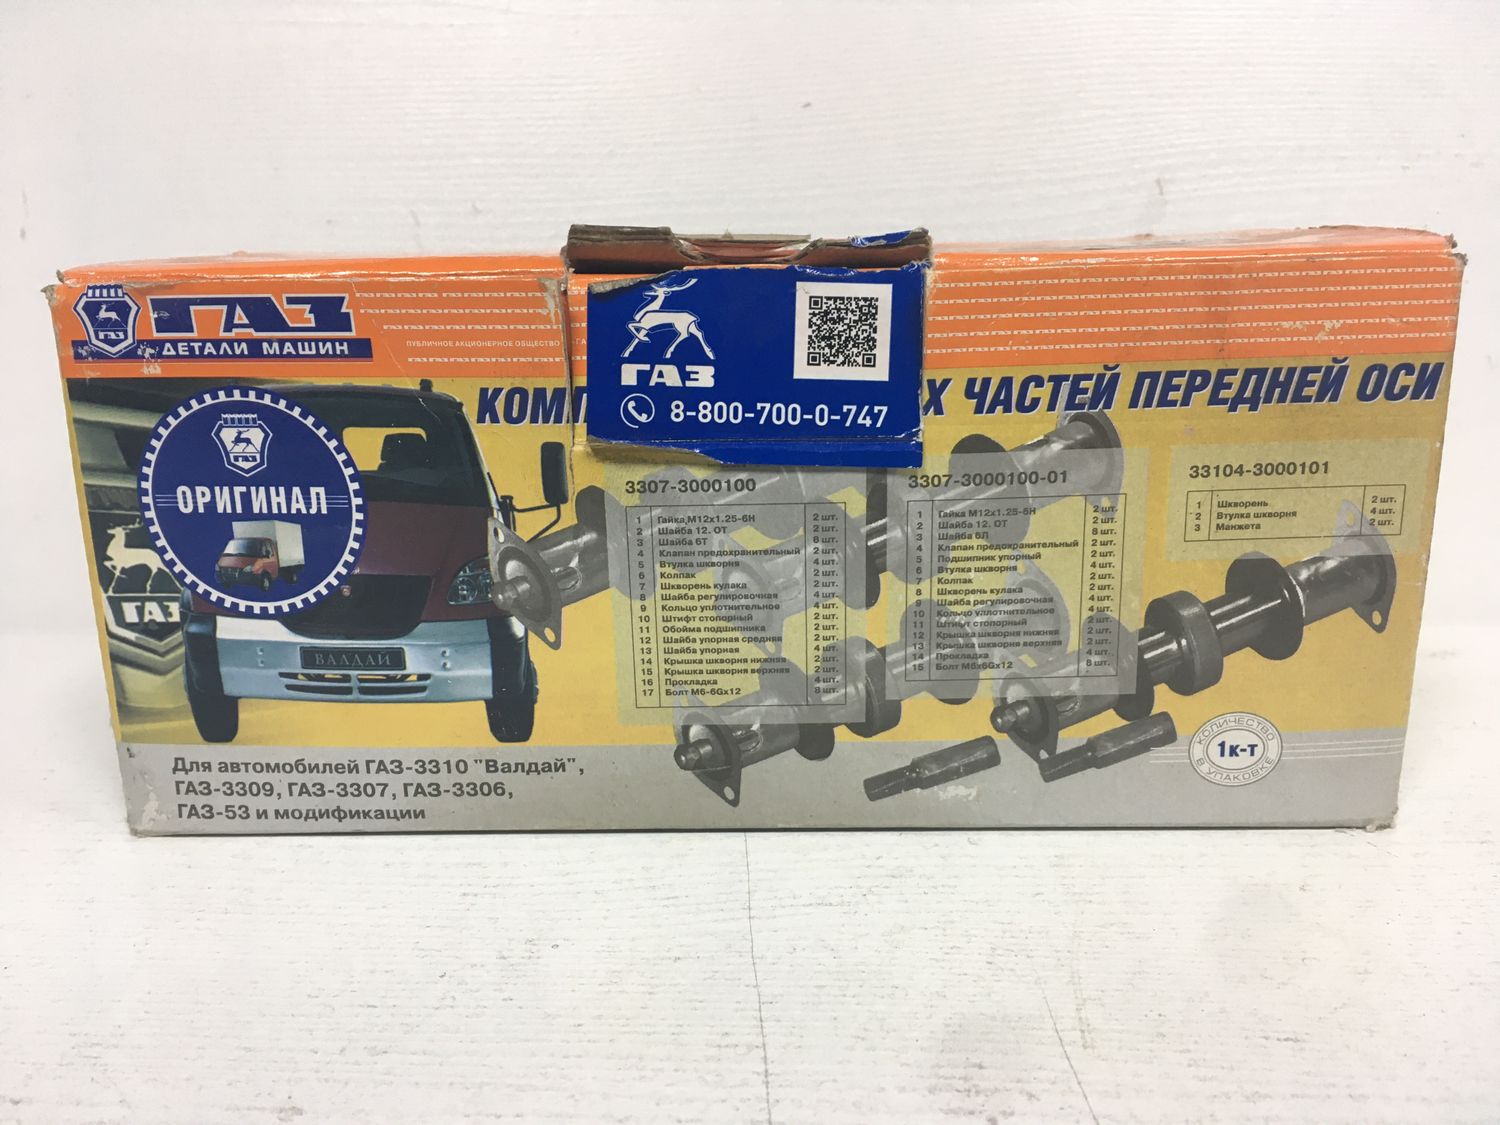 ГАЗ
ГАЗ
ДЕТАЛИ МАШИН
ПУБЛИЧНОЕ АКЦИОНЕРНОЕ ОБЩЕСТВО
ГАЗ
8-800-700-0-747
ЧАСТЕЙ ПЕРЕДНЕЙ ОСИ
ГАЗ
ОРИГИНАЛ
ГАЗ
ВАЛДАЙ
3307-3000100
1 Гайка,М12х1.25-6Н 2 шт.
2 Шайба 12. ОТ 2 шт.
3 Шайба 6Т 8 шт.
4 Клапан предохранительный 2 шт.
5 Втулка шкворня 4 шт.
6 Колпак 2 шт.
7 Шкворень кулака 2 шт.
8 Шайба регулировочная 4 шт.
9 Кольцо уплотнительное 4 шт.
10 Штифт стопорный 2 шт.
11 Обойма подшипника 2 шт.
12 Шайба упорная средняя 2 шт.
13 Шайба упорная 4 шт.
14 Крышка шкворня нижняя 2 шт.
15 Крышка шкворня верхняя 2 шт.
16 Прокладка 4 шт.
17 Болт М6-6Gх12 8 шт.
3307-3000100-01
1 Гайка М12х1.25-6Н 2 шт.
2 Шайба 12. ОТ 2 шт.
3 Шайба 6Л 8 шт.
4 Клапан предохранительный 2 шт.
5 Подшипник упорный 2 шт.
6 Втулка шкворня 4 шт.
7 Колпак 2 шт.
8 Шкворень кулака 2 шт.
9 Шайба регулировочная 4 шт.
10 Кольцо уплотнительное 4 шт.
11 Штифт стопорный 2 шт.
12 Крышка шкворня нижняя 2 шт.
13 Крышка шкворня верхняя 2 шт.
14 Прокладка 4 шт.
15 Болт М6х6Gх12 8 шт.
33104-3000101
1 Шкворень 2 шт.
2 Втулка шкворня 4 шт.
3 Манжета 2 шт.
КОЛИЧЕСТВО
1к-т
В УПАКОВКЕ
Для автомобилей ГАЗ-3310 "Валдай",
ГАЗ-3309, ГАЗ-3307, ГАЗ-3306,
ГАЗ-53 и модификации